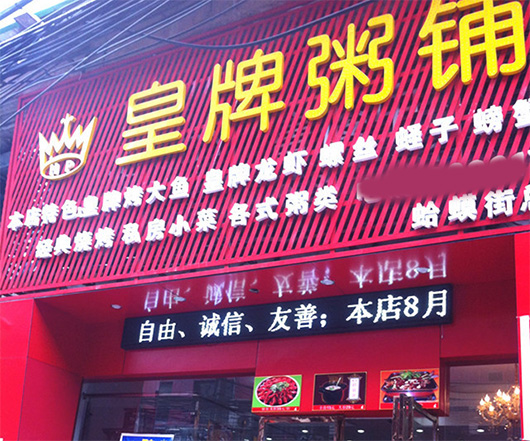 皇牌粥铺
MP
本店特色皇牌烤大鱼 皇牌龙虾 螺丝 蛏子 螃
经典烧烤 私房小菜 各式粥类
蛤蟆街
自由、诚信、友善；本店8月